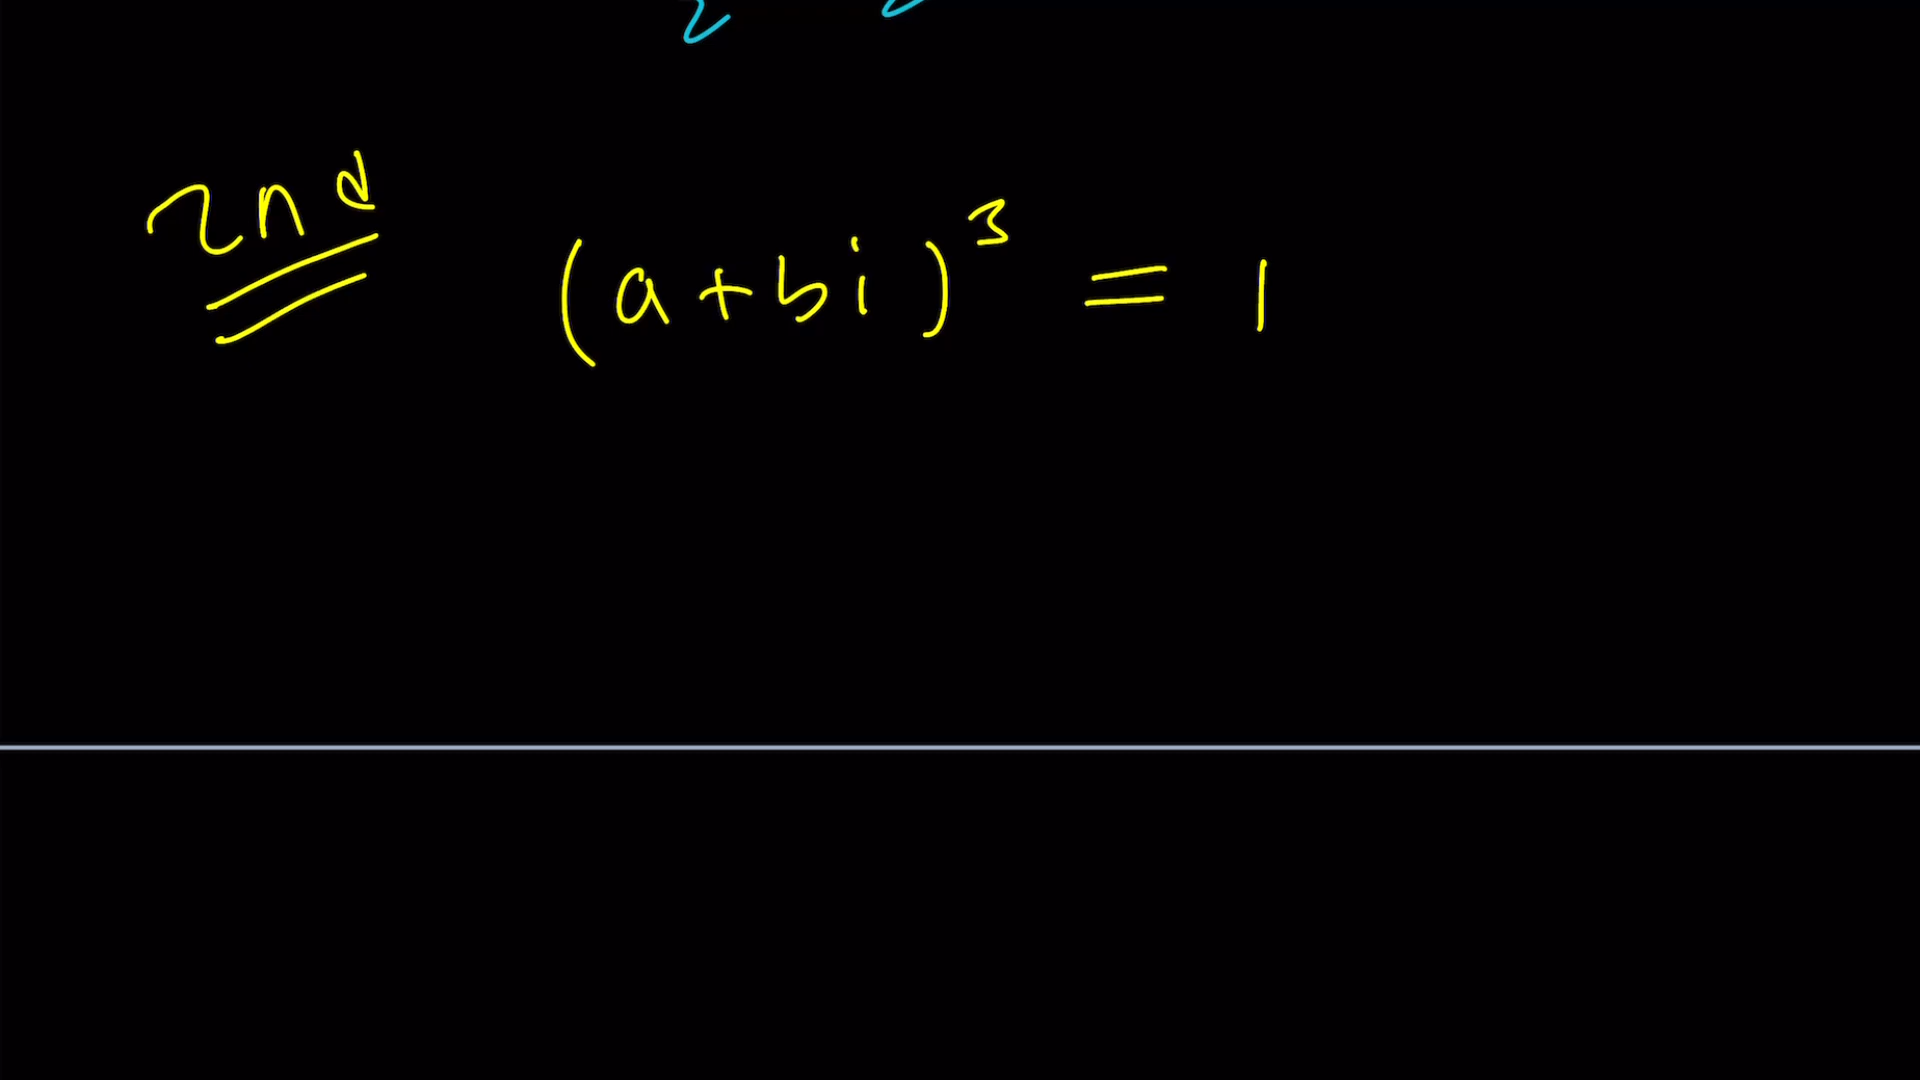 2nd
(a+bi)³ = 1